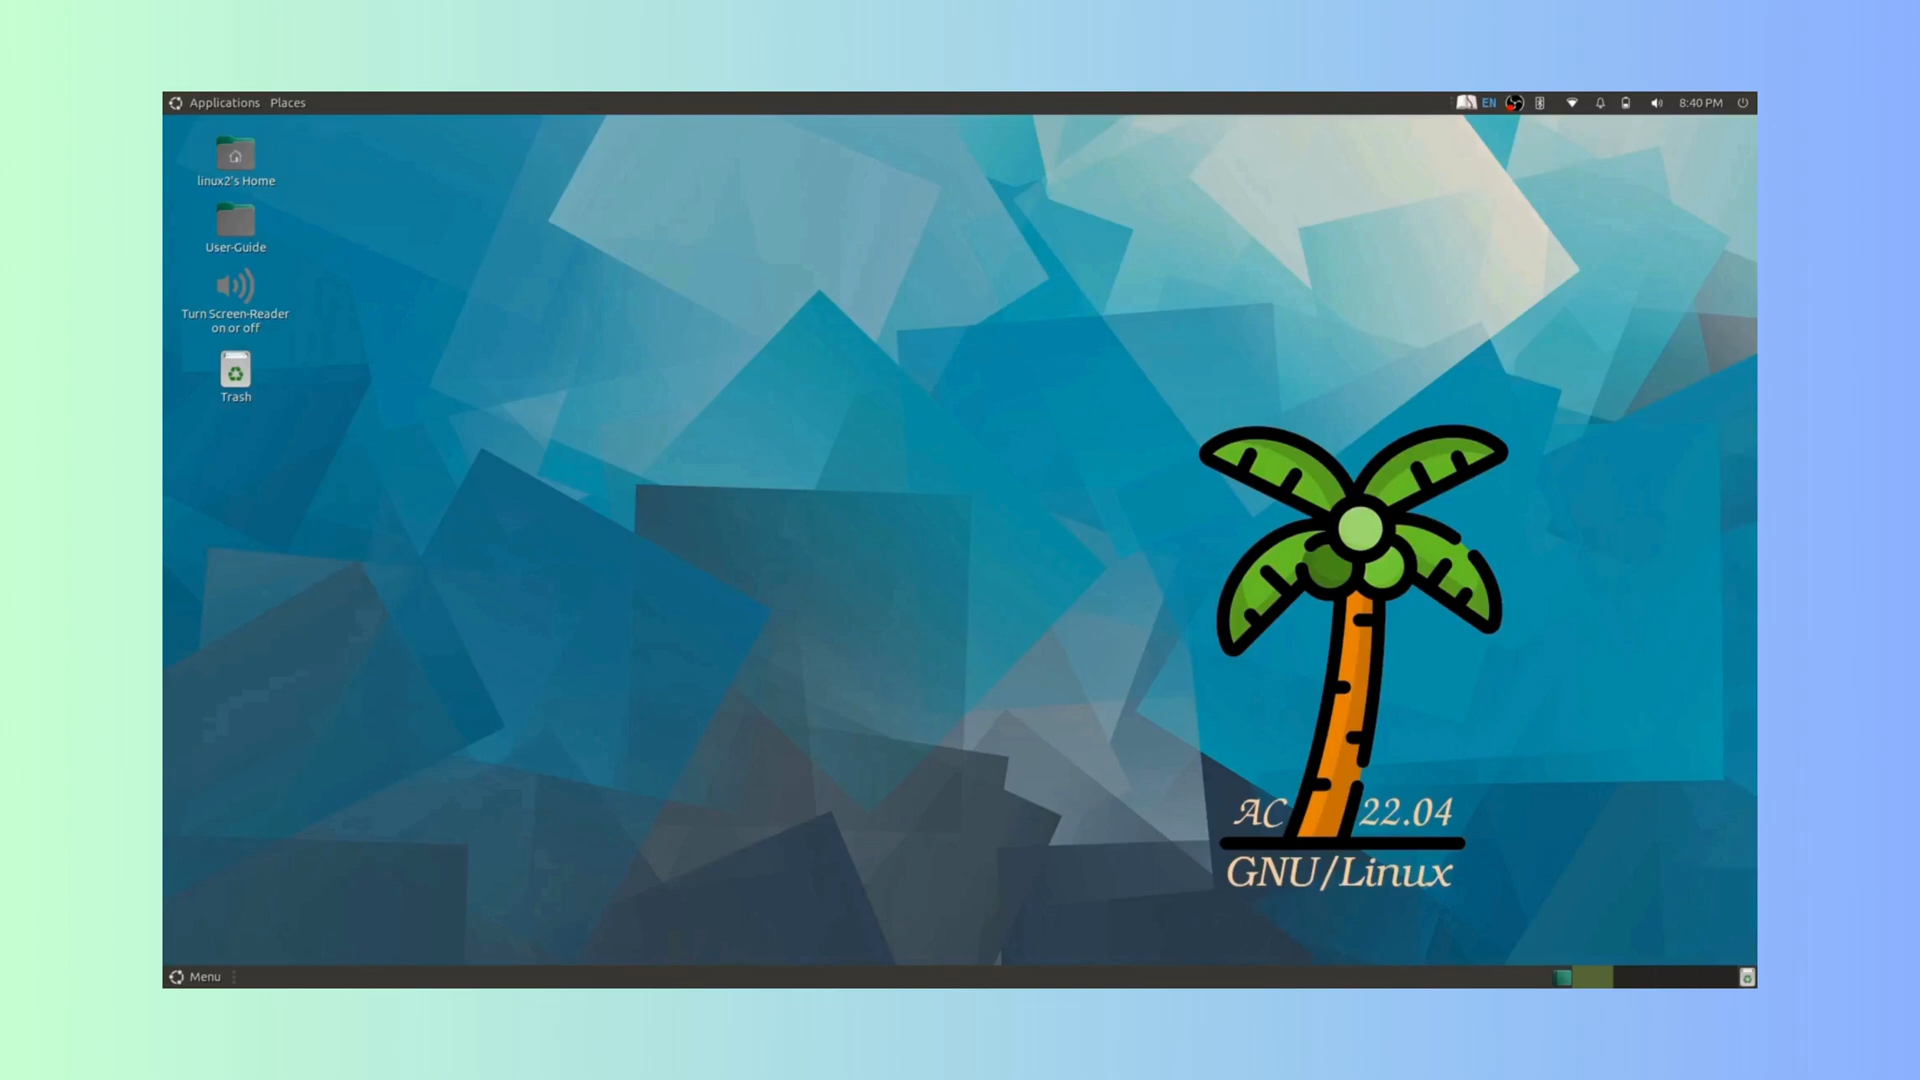 Applications Places EN 8:40 PM
linux2's Home
User-Guide
Turn Screen-Reader
on or off
Trash
AC 22.04
GNU/Linux
Menu